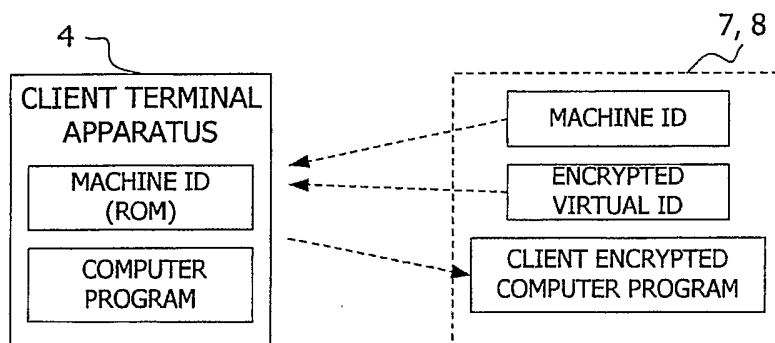 4
7, 8
CLIENT TERMINAL
APPARATUS
MACHINE ID
(ROM)
COMPUTER
PROGRAM
MACHINE ID
ENCRYPTED
VIRTUAL ID
CLIENT ENCRYPTED
COMPUTER PROGRAM